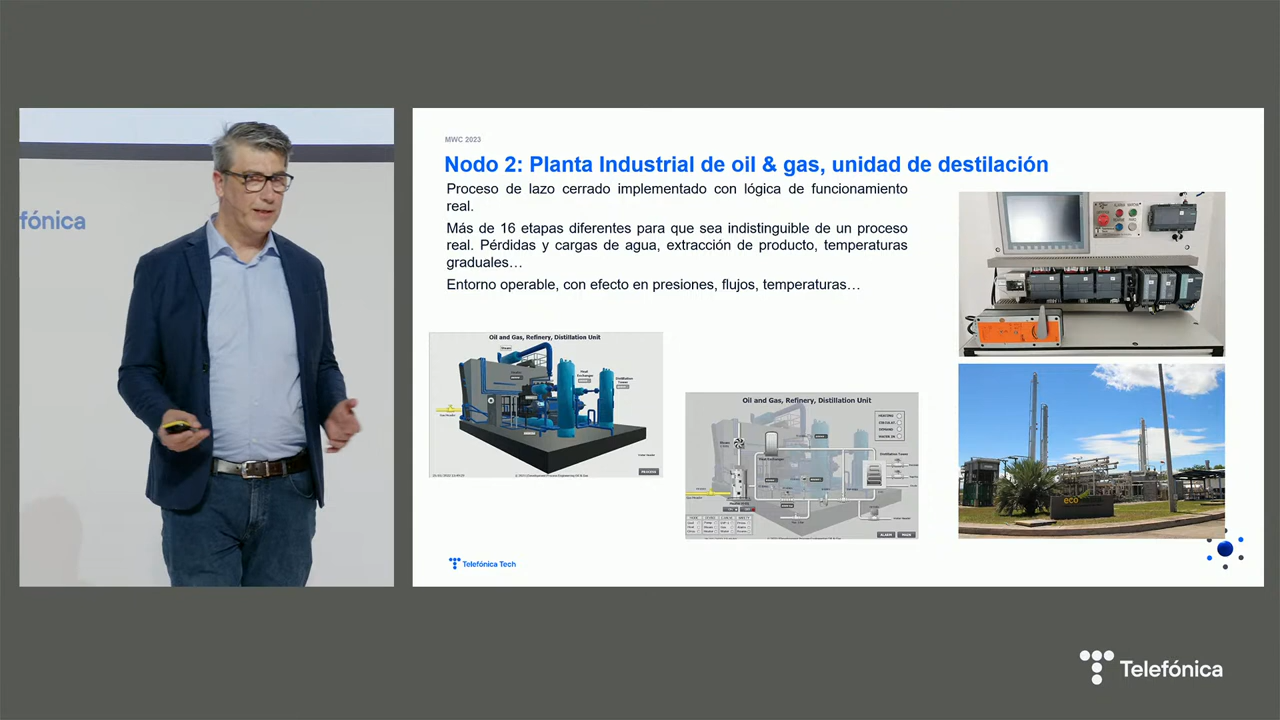 fónica
MWC 2023
Nodo 2: Planta Industrial de oil & gas, unidad de destilación
Proceso de lazo cerrado implementado con lógica de funcionamiento
real.
Más de 16 etapas diferentes para que sea indistinguible de un proceso
real. Pérdidas y cargas de agua, extracción de producto, temperaturas
graduales…
Entorno operable, con efecto en presiones, flujos, temperaturas…
Oil and Gas, Refinery, Distillation Unit
Oil and Gas, Refinery, Distillation Unit
eco
Telefónica Tech
Telefónica